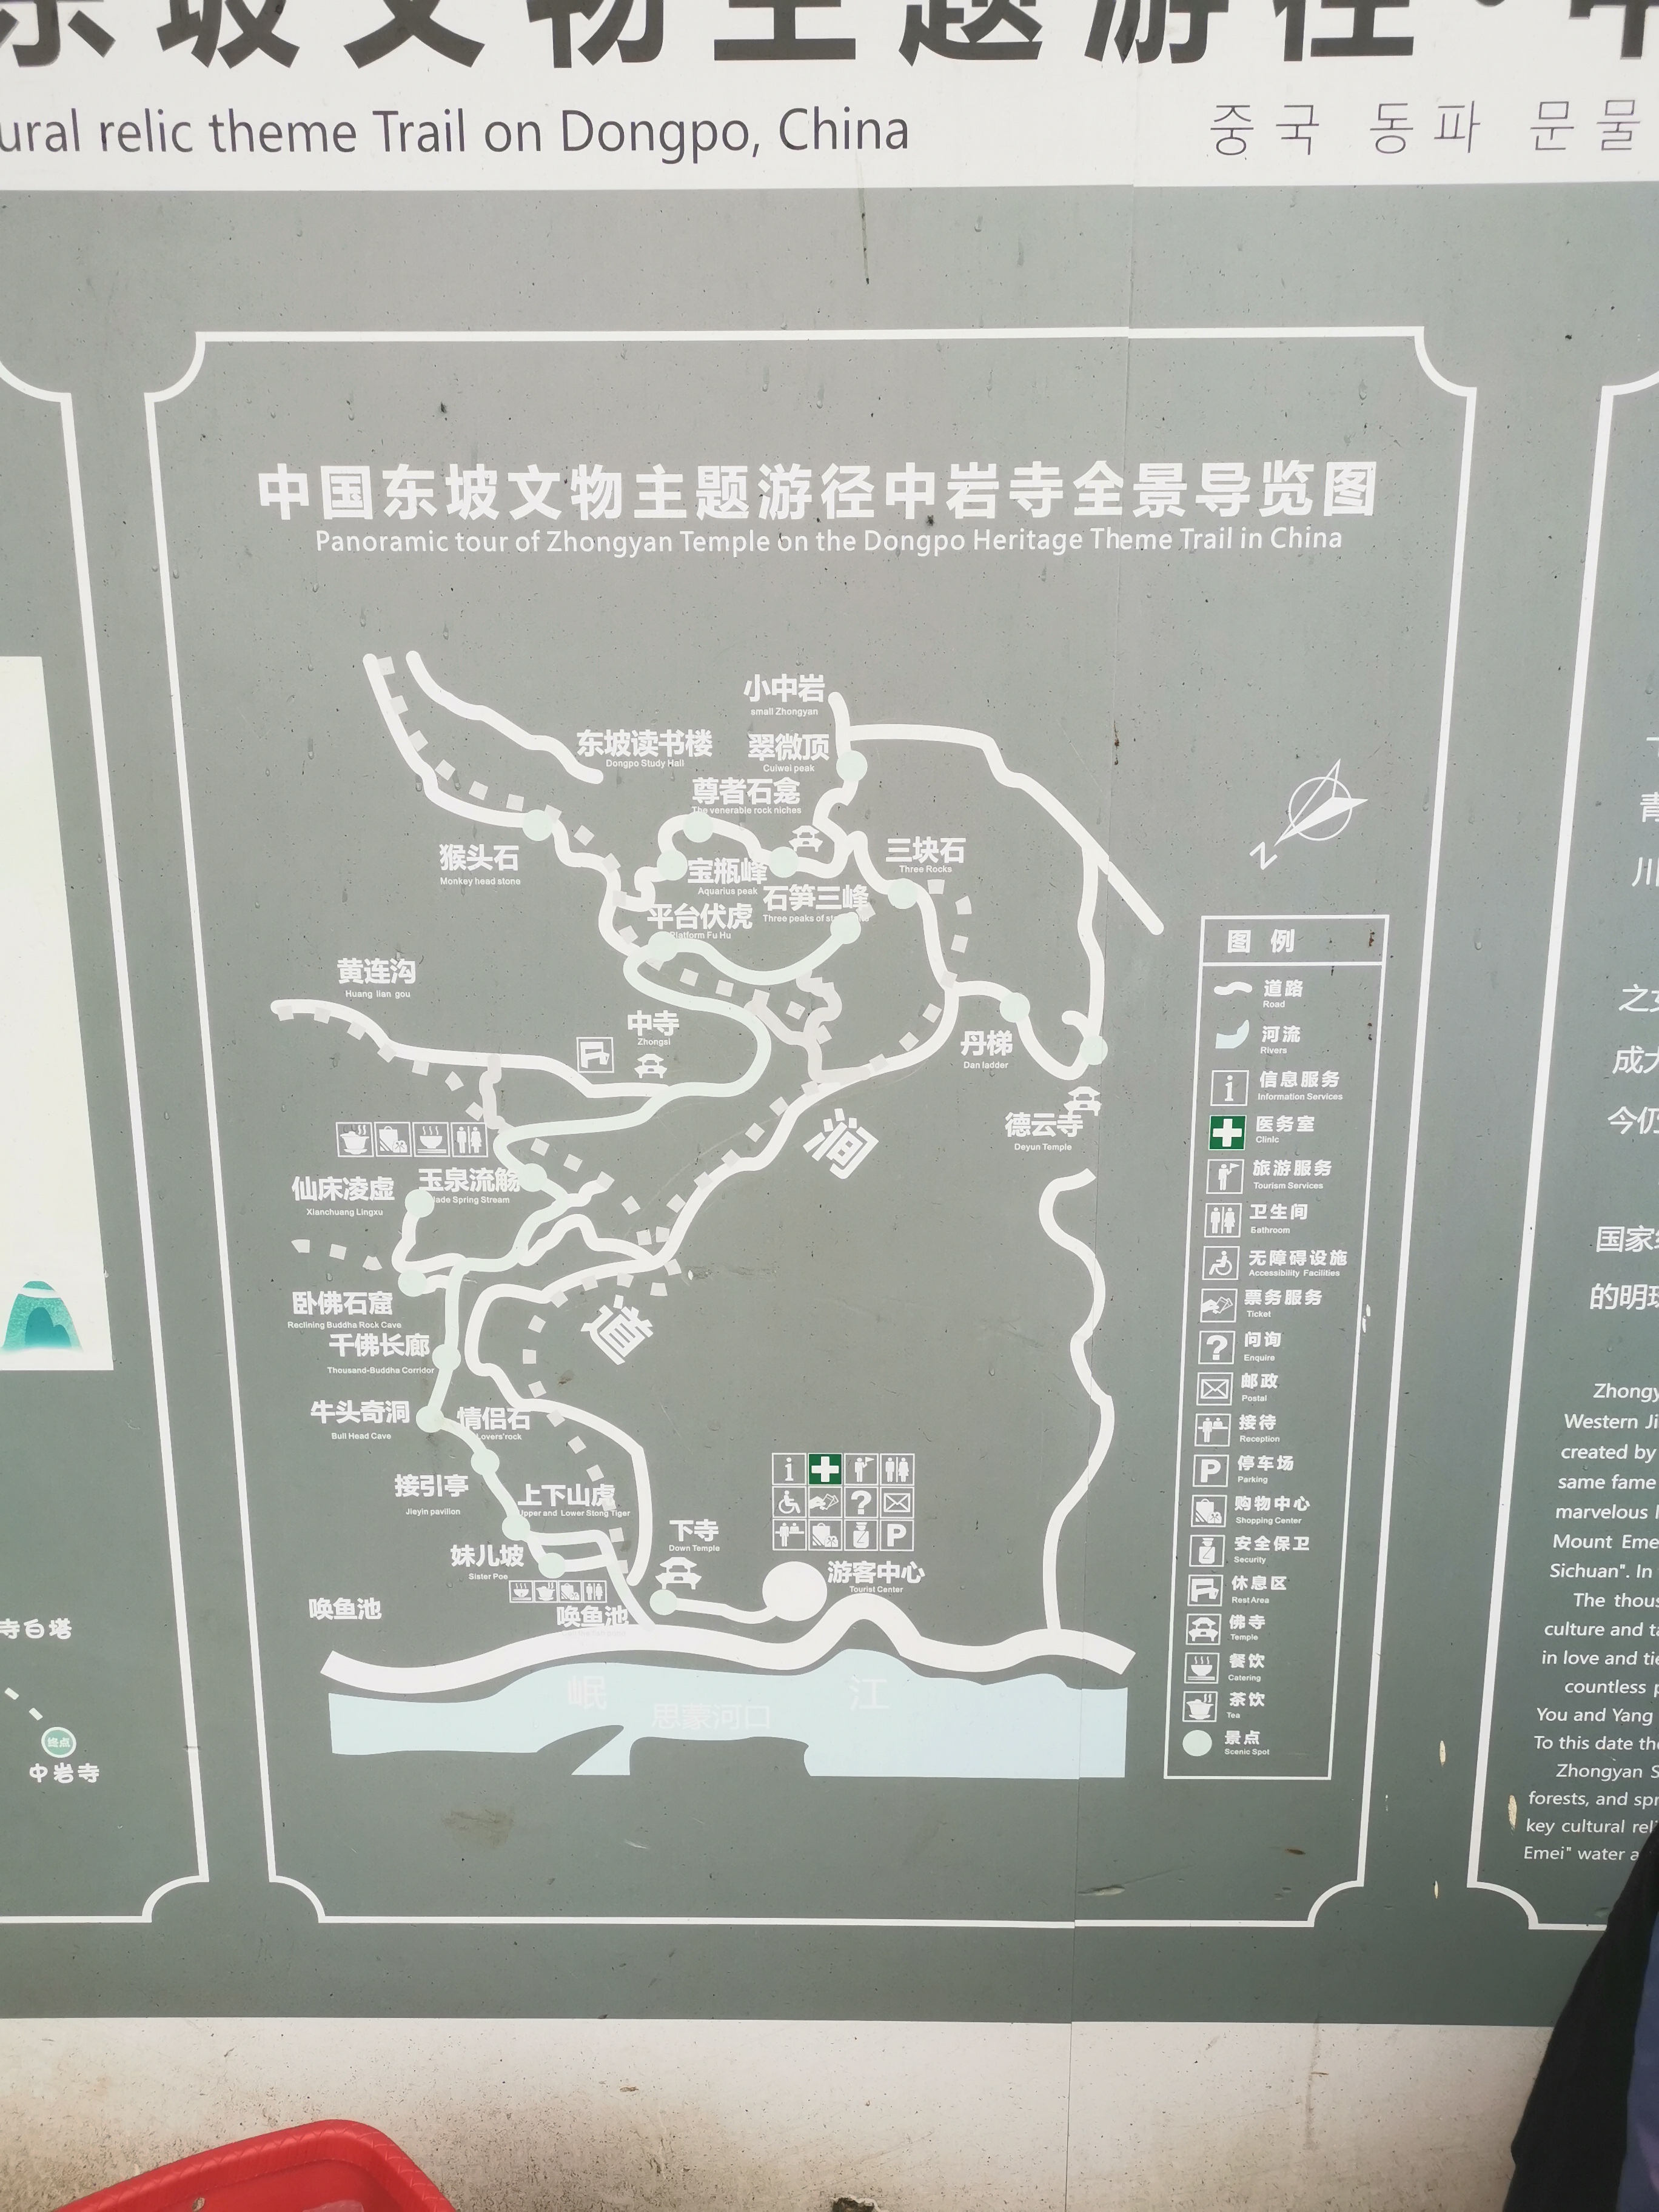 东坡文物主题游径·中
ural relic theme Trail on Dongpo, China
중국 동파 문물
中国东坡文物主题游径中岩寺全景导览图
Panoramic tour of Zhongyan Temple on the Dongpo Heritage Theme Trail in China
小中岩
small Zhongyan
东坡读书楼
Dongpo Study Hall
翠微顶
Cuiwei peak
尊者石龛
The venerable rock niches
猴头石
Monkey head stone
宝瓶峰
Aquarius peak
三块石
Three Rocks
石笋三峰
Three peaks of
平台伏虎
Platform Fu Hu
黄连沟
Huang lian gou
中寺
Zhongsi
丹梯
Dan ladder
德云寺
Deyun Temple
涧
仙床凌虚
Xianchuang Lingxu
玉泉流觞
Jade Spring Stream
卧佛石窟
Reclining Buddha Rock Cave
道
千佛长廊
Thousand-Buddha Corridor
牛头奇洞
Bull Head Cave
情侣石
Lovers'rock
接引亭
Jieyin pavilion
上下山虎
Upper and Lower Stong Tiger
下寺
Down Temple
妹儿坡
Sister Poe
游客中心
Tourist Center
唤鱼池
唤鱼池
岷 江
思蒙河口
N
图 例
道路
Road
河流
Rivers
信息服务
Information Services
医务室
Clinic
旅游服务
Tourism Services
卫生间
Bathroom
无障碍设施
Accessibility Facilities
票务服务
Ticket
问询
Enquire
邮政
Postal
接待
Reception
P
停车场
Parking
购物中心
Shopping Center
安全保卫
Security
休息区
Rest Area
佛寺
Temple
餐饮
Catering
茶饮
Tea
景点
Scenic Spot
寺白塔
终点
中岩寺
青
川
之
成大
今仍
国家级
的明珠
Zhongy
Western Ji
created by
same fame
marvelous
Mount Eme
Sichuan". In
The thous
culture and ta
in love and tie
countless p
You and Yang
To this date the
Zhongyan S
forests, and spr
key cultural reli
Emei" water a